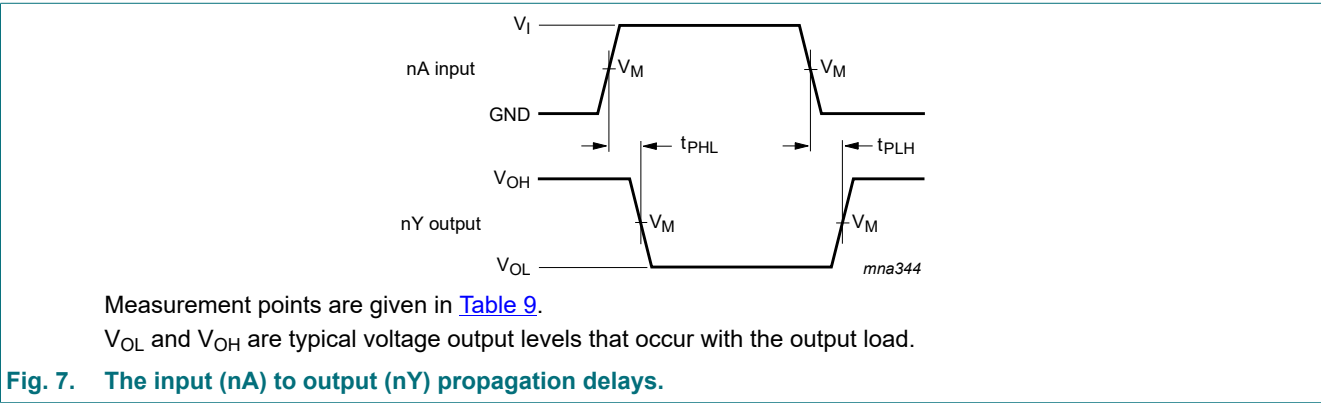 VI
nA input
VM
VM
GND
tPHL
tPLH
VOH
nY output
VM
VM
VOL
mna344
Measurement points are given in Table 9.
VOL and VOH are typical voltage output levels that occur with the output load.
Fig. 7. The input (nA) to output (nY) propagation delays.